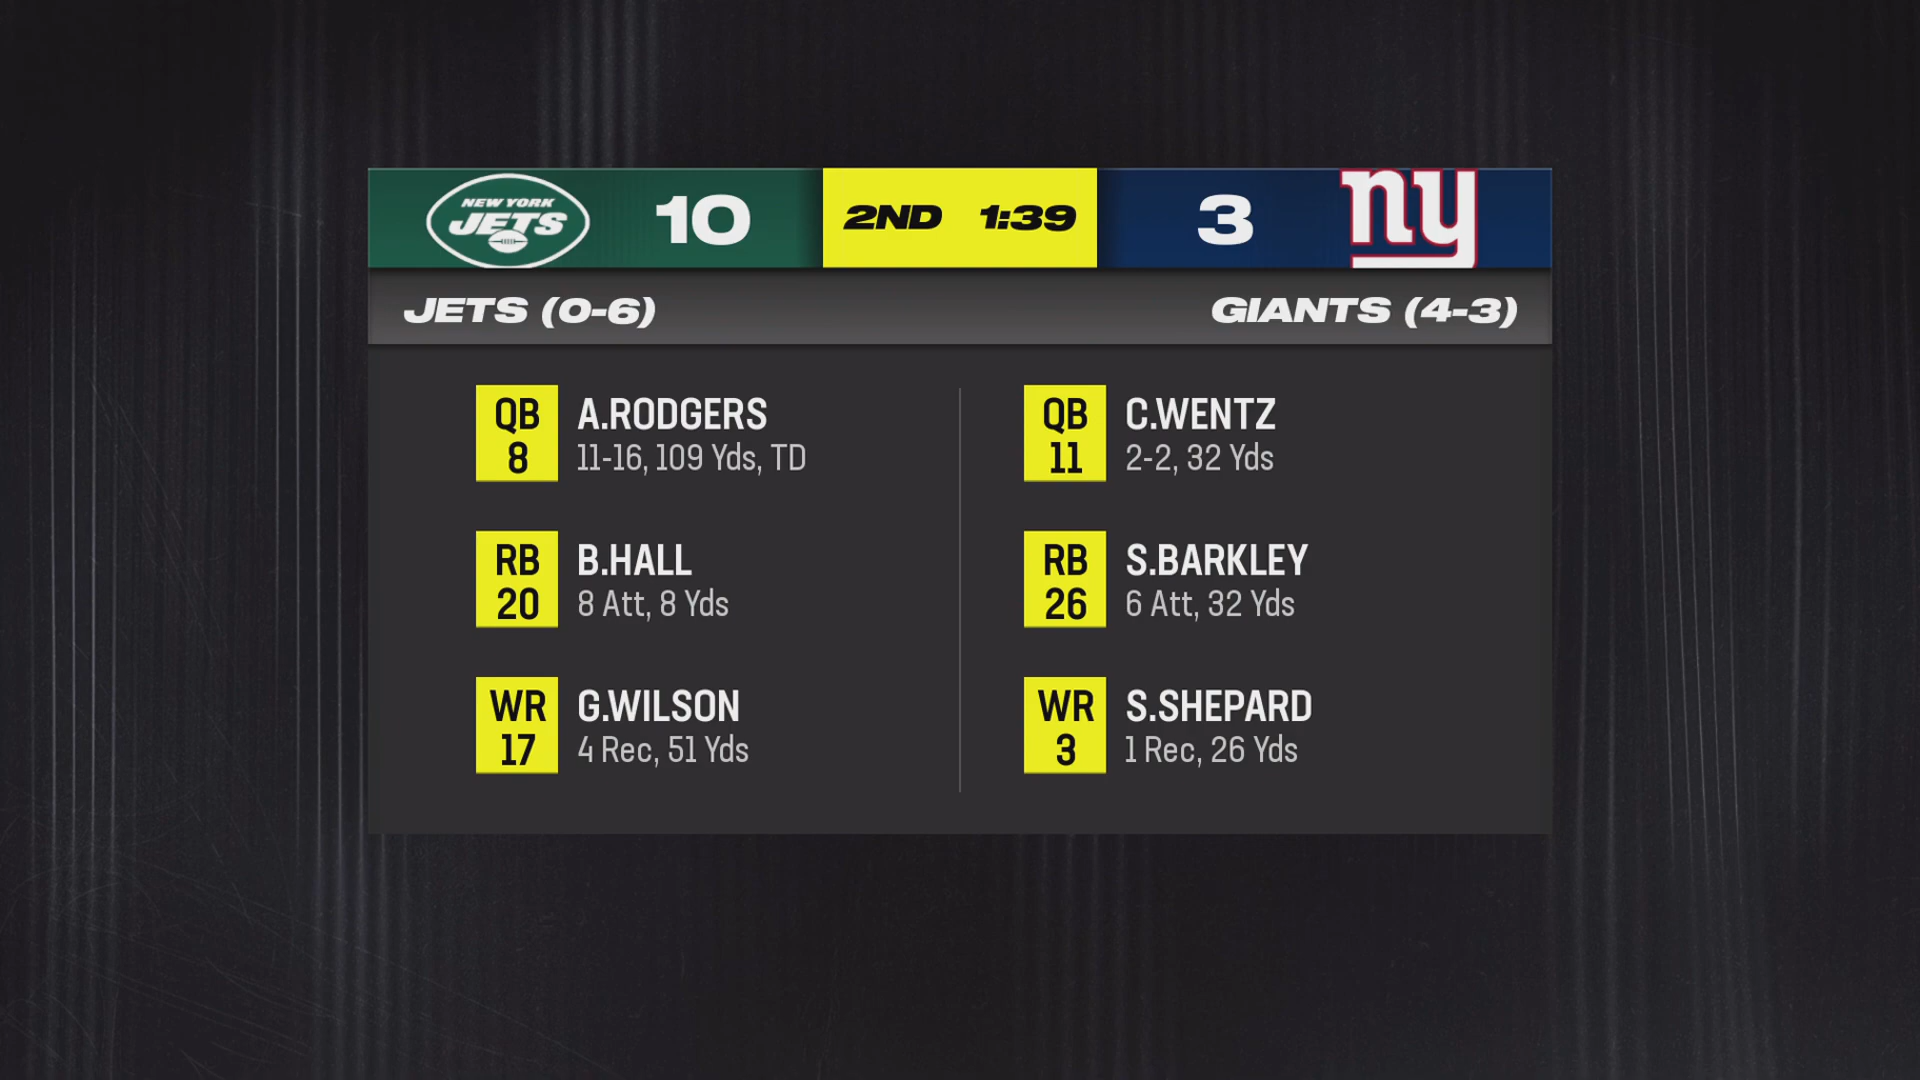 NEW YORK
JETS
10
2ND 1:39
3
ny
JETS (0-6)
GIANTS (4-3)
QB
8
A.RODGERS
11-16, 109 Yds, TD
RB
20
B.HALL
8 Att, 8 Yds
WR
17
G.WILSON
4 Rec, 51 Yds
QB
11
C.WENTZ
2-2, 32 Yds
RB
26
S.BARKLEY
6 Att, 32 Yds
WR
3
S.SHEPARD
1 Rec, 26 Yds